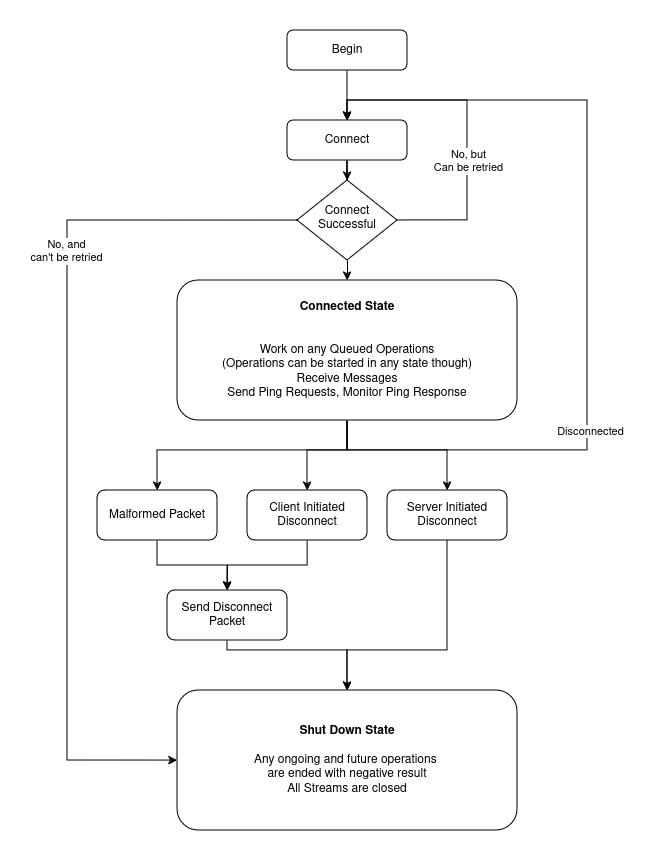 Begin
Connect
No, but
Can be retried
Connect
Successful
No, and
can't be retried
Connected State
Work on any Queued Operations
(Operations can be started in any state though)
Receive Messages
Send Ping Requests, Monitor Ping Response
Disconnected
Malformed Packet
Client Initiated
Disconnect
Server Initiated
Disconnect
Send Disconnect
Packet
Shut Down State
Any ongoing and future operations
are ended with negative result
All Streams are closed